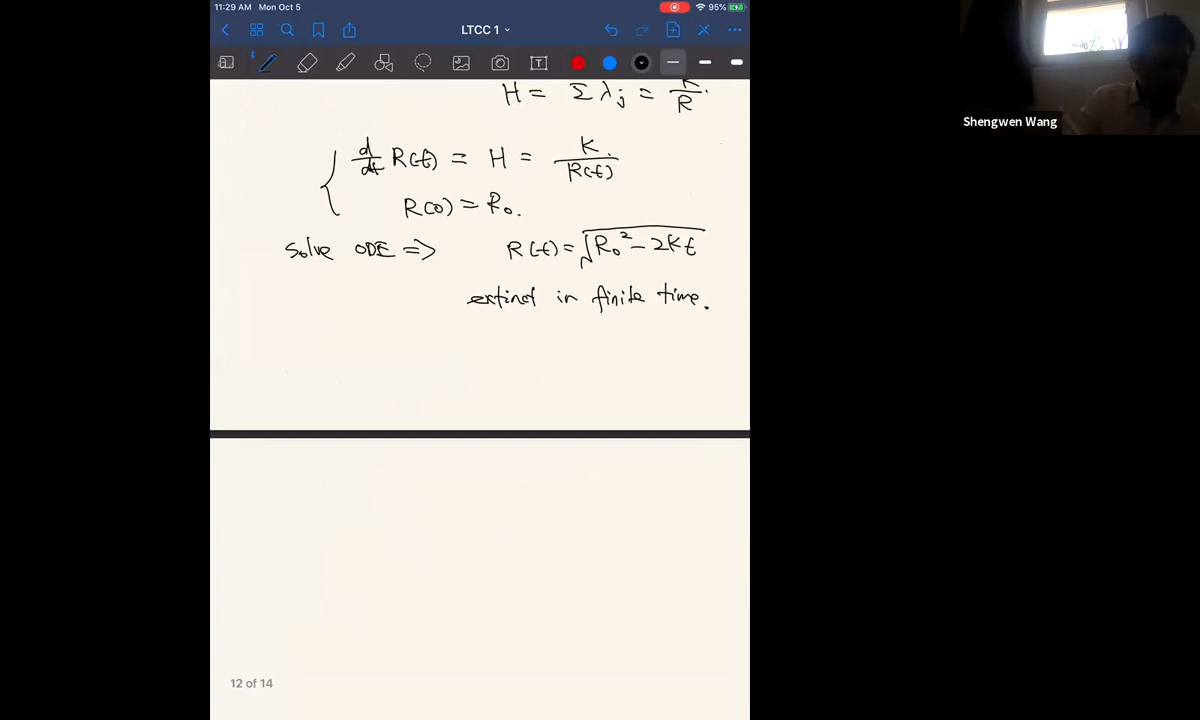 11:29 AM Mon Oct 5
95%
LTCC 1
T
H = Σ λj = K/R.
d/dt R(t) = H = K/R(t).
R(0) = R₀.
Solve ODE ⇒ R(t) = √(R₀² - 2Kt)
extinct in finite time.
12 of 14
Shengwen Wang